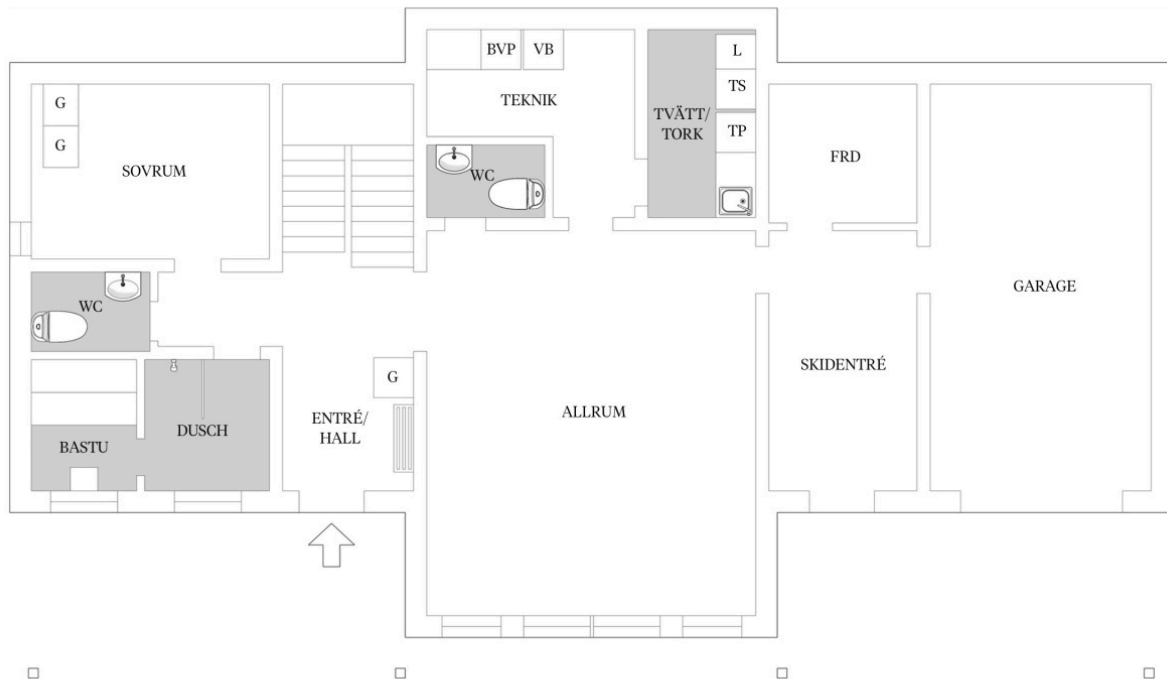 BVP
VB
L
G
TS
TEKNIK
TVÄTT/
TORK
TP
G
SOVRUM
WC
FRD
WC
GARAGE
SKIDENTRÉ
G
ALLRUM
ENTRÉ/
HALL
DUSCH
BASTU